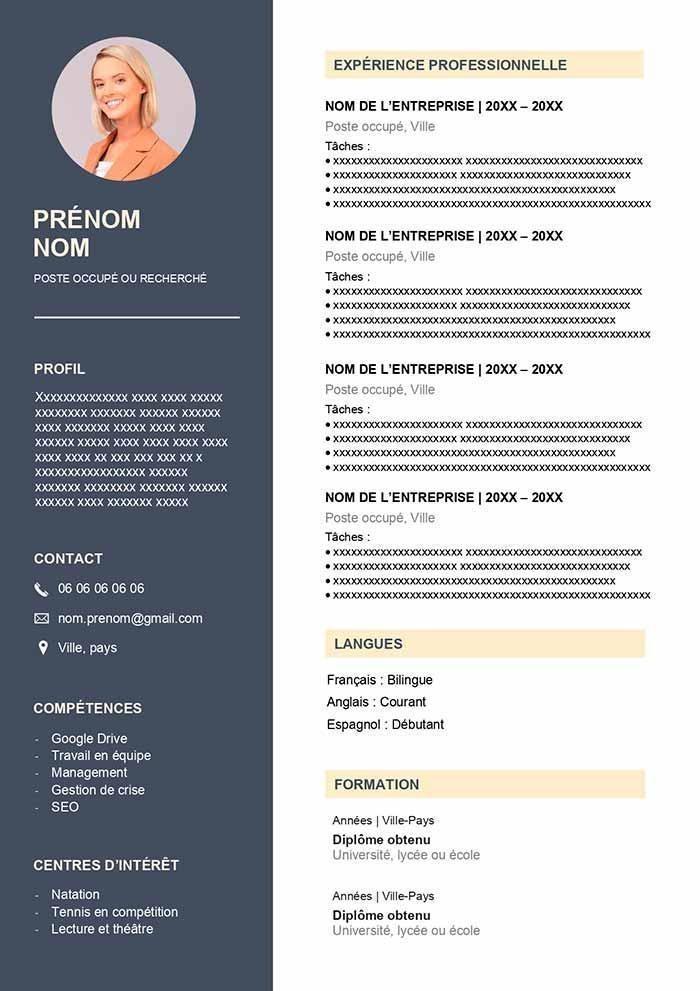 PRÉNOM
NOM
POSTE OCCUPÉ OU RECHERCHÉ
PROFIL
Xxxxxxxxxxxxxx xxxx xxxx xxxxx
xxxxxxxx xxxxxxx xxxxxx xxxxxx
xxxx xxxxxxx xxxxx xxxx xxxx
xxxxxx xxxxx xxxx xxxx xxxx xxxx
xxxx xxxx xx xxx xxx xxx xx x
xxxxxxxxxxxxxxxxx xxxxxx
xxxxxxx xxxxxxxx xxxxxxx xxxxxx
xxxxxx xxxx xxxxxxx xxxxx
CONTACT
06 06 06 06 06
nom.prenom@gmail.com
Ville, pays
COMPÉTENCES
- Google Drive
- Travail en équipe
- Management
- Gestion de crise
- SEO
CENTRES D’INTÉRÊT
- Natation
- Tennis en compétition
- Lecture et théâtre
EXPÉRIENCE PROFESSIONNELLE
NOM DE L’ENTREPRISE | 20XX – 20XX
Poste occupé, Ville
Tâches :
• xxxxxxxxxxxxxxxxxxxxxx xxxxxxxxxxxxxxxxxxxxxxxxxxxxxx
• xxxxxxxxxxxxxxxxxxxxx xxxxxxxxxxxxxxxxxxxxxxxxxxxxx
• xxxxxxxxxxxxxxxxxxxxxxxxxxxxxxxxxxxxxxxxxxxxxxxx
• xxxxxxxxxxxxxxxxxxxxxxxxxxxxxxxxxxxxxxxxxxxxxxxxxxxxxx
NOM DE L’ENTREPRISE | 20XX – 20XX
Poste occupé, Ville
Tâches :
• xxxxxxxxxxxxxxxxxxxxxx xxxxxxxxxxxxxxxxxxxxxxxxxxxxxx
• xxxxxxxxxxxxxxxxxxxxx xxxxxxxxxxxxxxxxxxxxxxxxxxxxx
• xxxxxxxxxxxxxxxxxxxxxxxxxxxxxxxxxxxxxxxxxxxxxxxx
• xxxxxxxxxxxxxxxxxxxxxxxxxxxxxxxxxxxxxxxxxxxxxxxxxxxxxx
NOM DE L’ENTREPRISE | 20XX – 20XX
Poste occupé, Ville
Tâches :
• xxxxxxxxxxxxxxxxxxxxxx xxxxxxxxxxxxxxxxxxxxxxxxxxxxxx
• xxxxxxxxxxxxxxxxxxxxx xxxxxxxxxxxxxxxxxxxxxxxxxxxxx
• xxxxxxxxxxxxxxxxxxxxxxxxxxxxxxxxxxxxxxxxxxxxxxxx
• xxxxxxxxxxxxxxxxxxxxxxxxxxxxxxxxxxxxxxxxxxxxxxxxxxxxxx
NOM DE L’ENTREPRISE | 20XX – 20XX
Poste occupé, Ville
Tâches :
• xxxxxxxxxxxxxxxxxxxxxx xxxxxxxxxxxxxxxxxxxxxxxxxxxxxx
• xxxxxxxxxxxxxxxxxxxxx xxxxxxxxxxxxxxxxxxxxxxxxxxxxx
• xxxxxxxxxxxxxxxxxxxxxxxxxxxxxxxxxxxxxxxxxxxxxxxx
• xxxxxxxxxxxxxxxxxxxxxxxxxxxxxxxxxxxxxxxxxxxxxxxxxxxxxx
LANGUES
Français : Bilingue
Anglais : Courant
Espagnol : Débutant
FORMATION
Années | Ville-Pays
Diplôme obtenu
Université, lycée ou école
Années | Ville-Pays
Diplôme obtenu
Université, lycée ou école